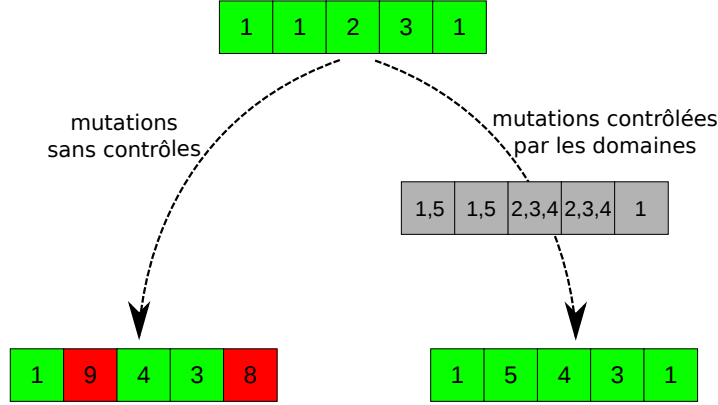 1 1 2 3 1
mutations
sans contrôles
mutations contrôlées
par les domaines
1,5 1,5 2,3,4 2,3,4 1
1 9 4 3 8
1 5 4 3 1